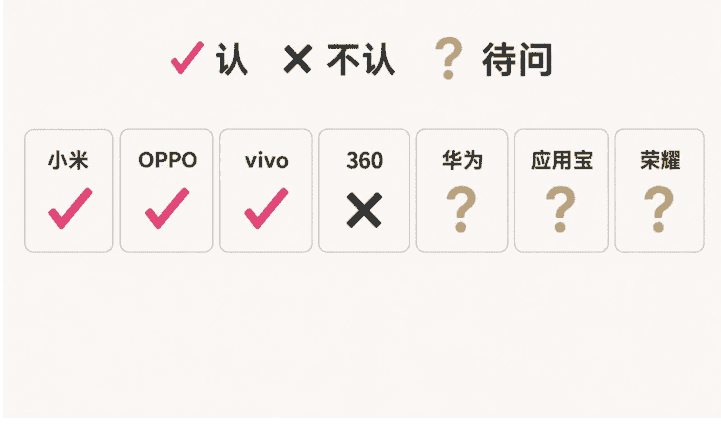 ✓ 认 ✕ 不认 ? 待问
小米 OPPO vivo 360 华为 应用宝 荣耀
✓ ✓ ✓ ✕ ? ? ?